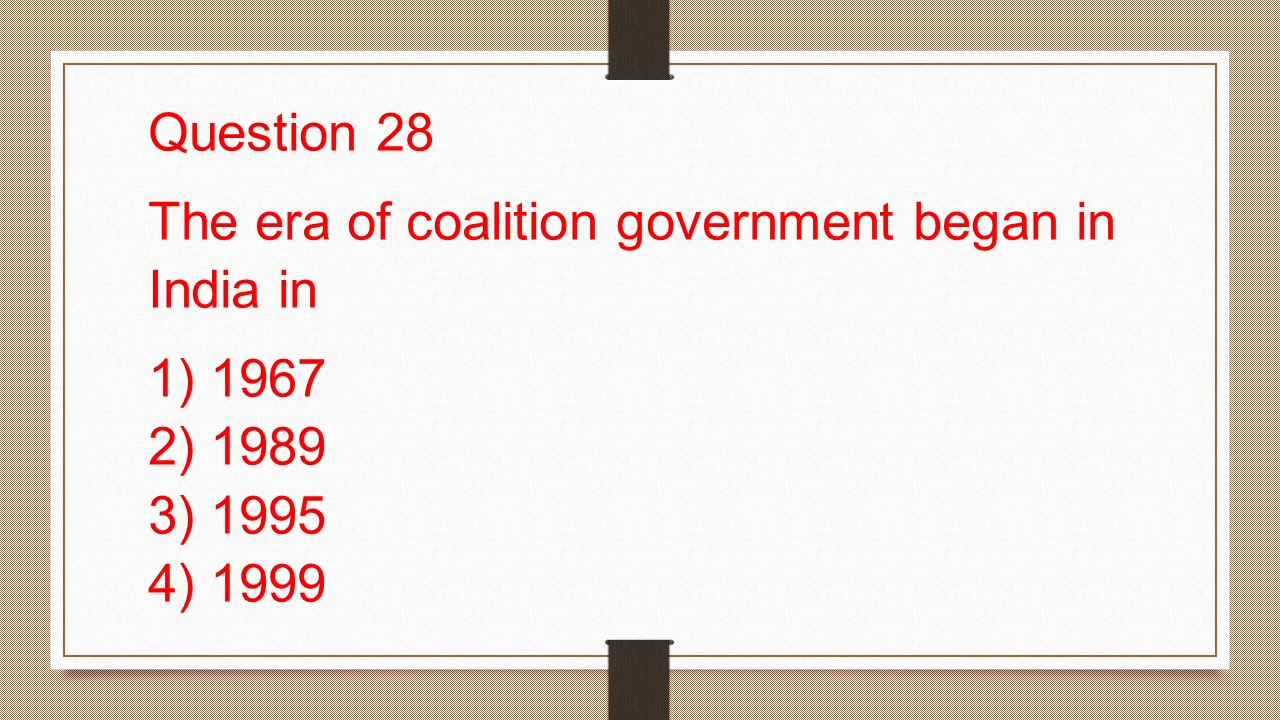 Question 28
The era of coalition government began in
India in
1) 1967
2) 1989
3) 1995
4) 1999